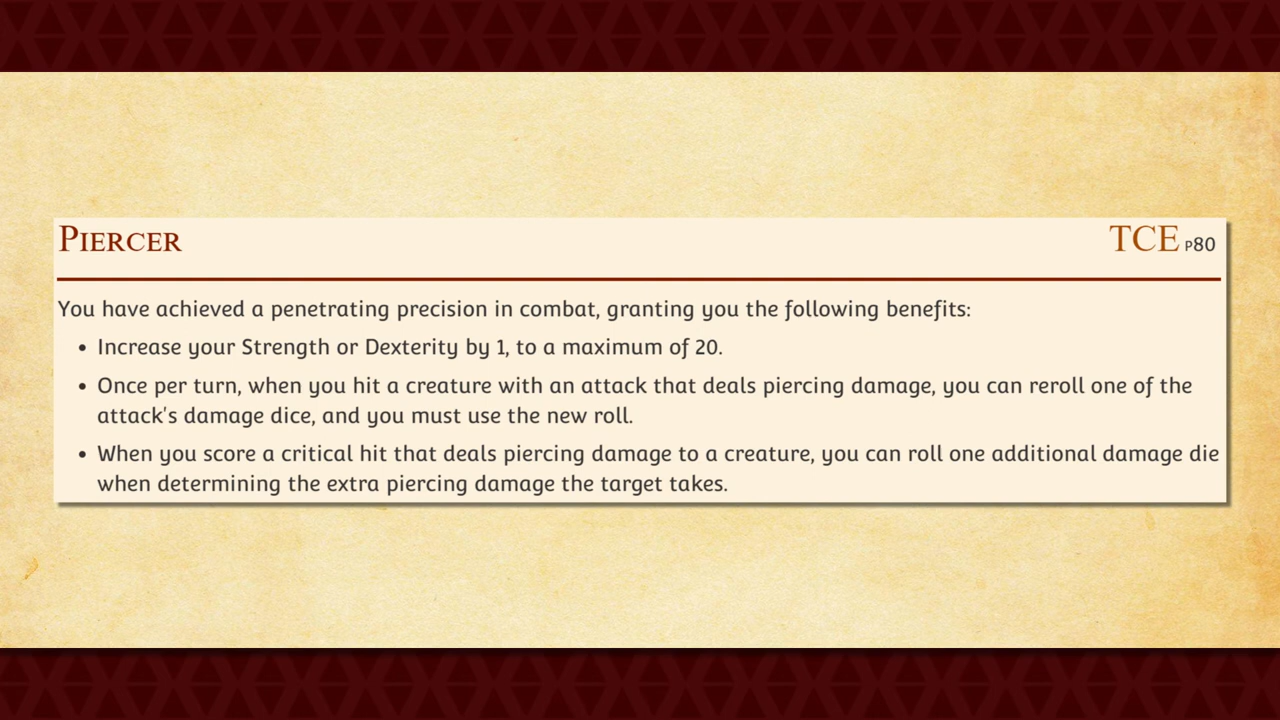 PIERCER
TCE P80
You have achieved a penetrating precision in combat, granting you the following benefits:
• Increase your Strength or Dexterity by 1, to a maximum of 20.
• Once per turn, when you hit a creature with an attack that deals piercing damage, you can reroll one of the
attack's damage dice, and you must use the new roll.
• When you score a critical hit that deals piercing damage to a creature, you can roll one additional damage die
when determining the extra piercing damage the target takes.